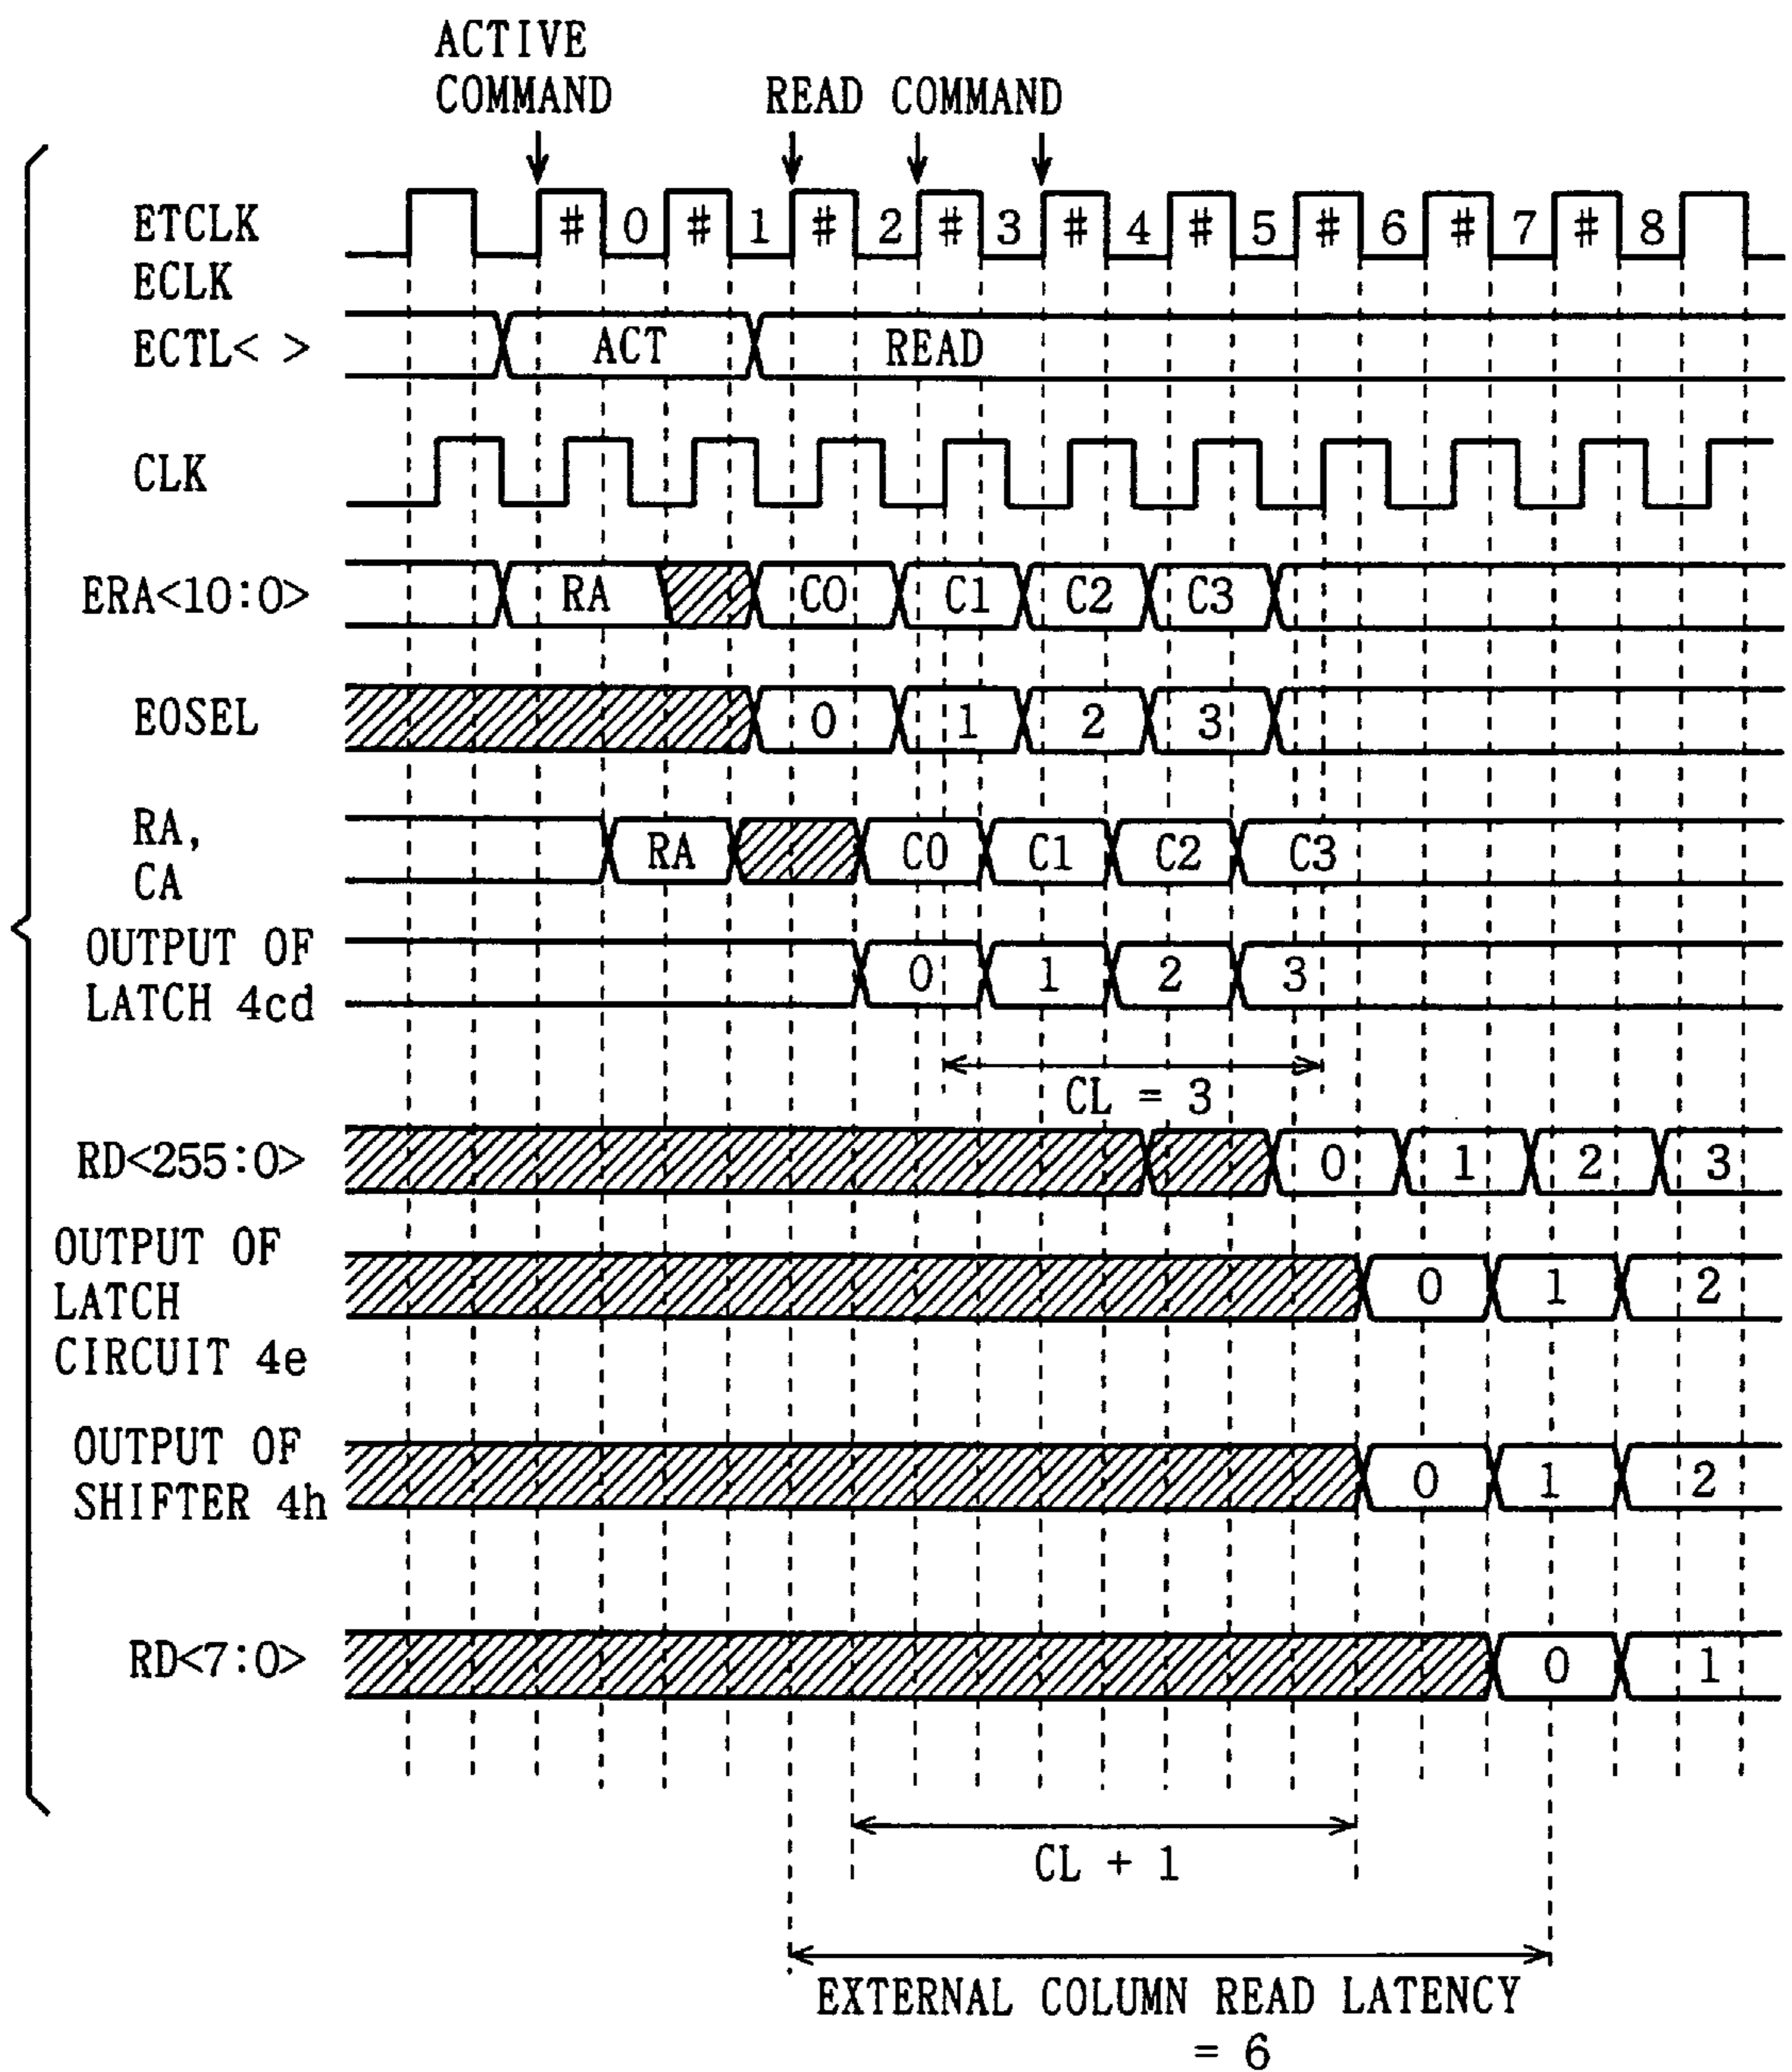 ACTIVE
COMMAND
READ COMMAND
ETCLK
ECLK
# 0 # 1 # 2 # 3 # 4 # 5 # 6 # 7 # 8
ECTL< >
ACT READ
CLK
ERA<10:0>
RA C0 C1 C2 C3
EOSEL
0 1 2 3
RA,
CA
RA C0 C1 C2 C3
OUTPUT OF
LATCH 4cd
0 1 2 3
CL = 3
RD<255:0>
0 1 2 3
OUTPUT OF
LATCH
CIRCUIT 4e
0 1 2
OUTPUT OF
SHIFTER 4h
0 1 2
RD<7:0>
0 1
CL + 1
EXTERNAL COLUMN READ LATENCY
= 6